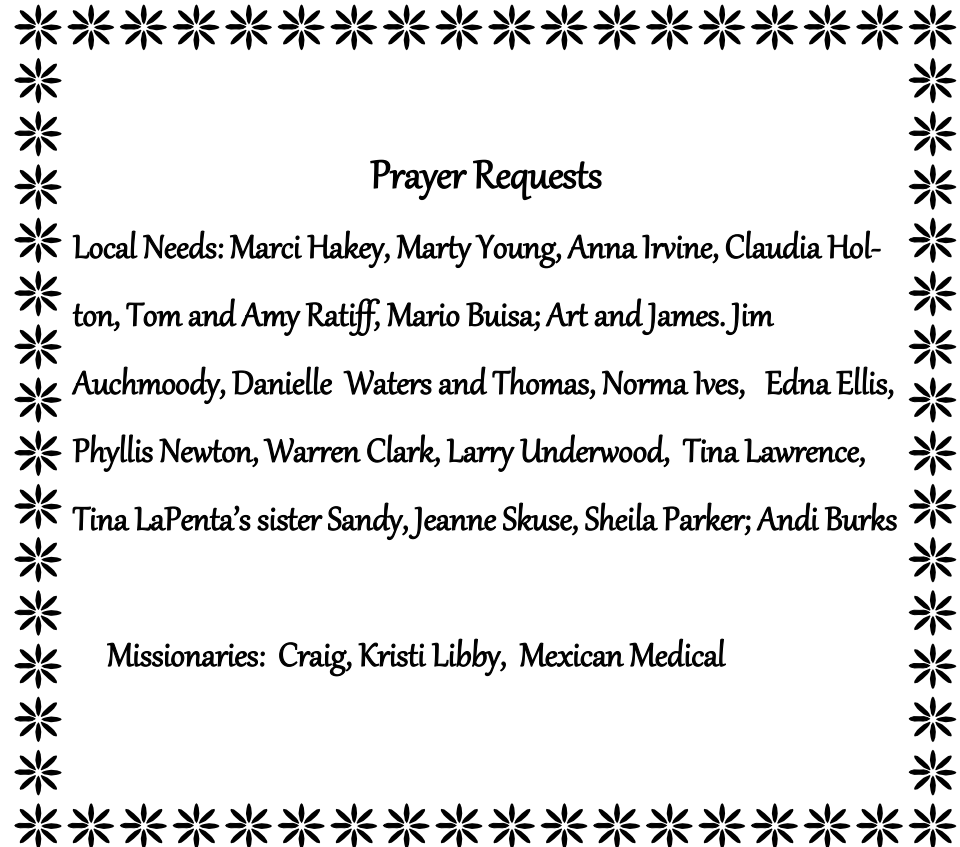 Prayer Requests
Local Needs: Marci Hakey, Marty Young, Anna Irvine, Claudia Hol-
ton, Tom and Amy Ratiff, Mario Buisa; Art and James. Jim
Auchmoody, Danielle  Waters and Thomas, Norma Ives,   Edna Ellis,
Phyllis Newton, Warren Clark, Larry Underwood,  Tina Lawrence,
Tina LaPenta’s sister Sandy, Jeanne Skuse, Sheila Parker; Andi Burks
Missionaries:  Craig, Kristi Libby,  Mexican Medical